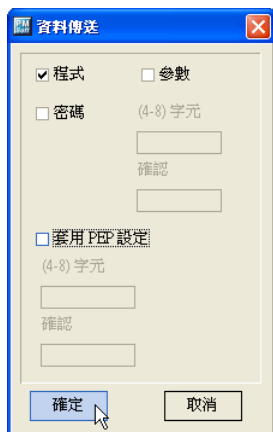 PM Soft 資料傳送
程式 參數
密碼 (4-8) 字元
確認
套用 PEP 設定
(4-8) 字元
確認
確定 取消